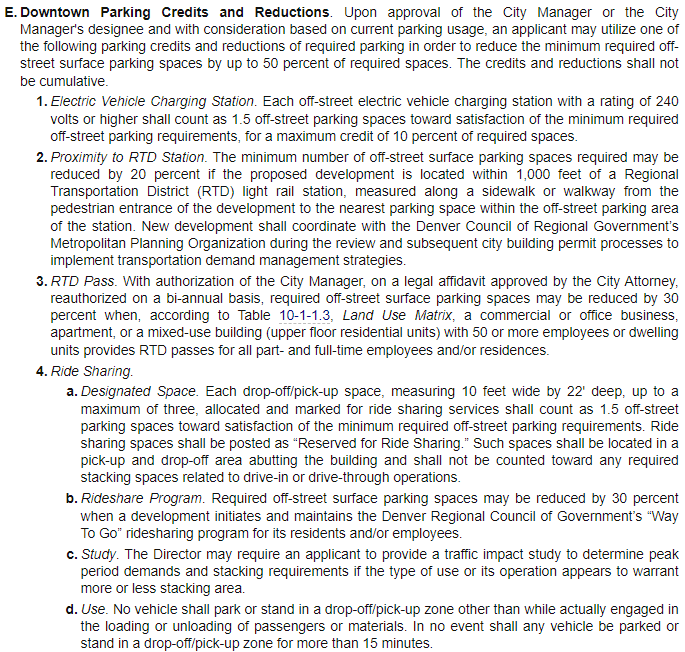 E. Downtown Parking Credits and Reductions. Upon approval of the City Manager or the City
Manager's designee and with consideration based on current parking usage, an applicant may utilize one of
the following parking credits and reductions of required parking in order to reduce the minimum required off-
street surface parking spaces by up to 50 percent of required spaces. The credits and reductions shall not
be cumulative.
1. Electric Vehicle Charging Station. Each off-street electric vehicle charging station with a rating of 240
volts or higher shall count as 1.5 off-street parking spaces toward satisfaction of the minimum required
off-street parking requirements, for a maximum credit of 10 percent of required spaces.
2. Proximity to RTD Station. The minimum number of off-street surface parking spaces required may be
reduced by 20 percent if the proposed development is located within 1,000 feet of a Regional
Transportation District (RTD) light rail station, measured along a sidewalk or walkway from the
pedestrian entrance of the development to the nearest parking space within the off-street parking area
of the station. New development shall coordinate with the Denver Council of Regional Government's
Metropolitan Planning Organization during the review and subsequent city building permit processes to
implement transportation demand management strategies.
3. RTD Pass. With authorization of the City Manager, on a legal affidavit approved by the City Attorney,
reauthorized on a bi-annual basis, required off-street surface parking spaces may be reduced by 30
percent when, according to Table 10-1-1.3, Land Use Matrix, a commercial or office business,
apartment, or a mixed-use building (upper floor residential units) with 50 or more employees or dwelling
units provides RTD passes for all part- and full-time employees and/or residences.
4. Ride Sharing.
a. Designated Space. Each drop-off/pick-up space, measuring 10 feet wide by 22' deep, up to a
maximum of three, allocated and marked for ride sharing services shall count as 1.5 off-street
parking spaces toward satisfaction of the minimum required off-street parking requirements. Ride
sharing spaces shall be posted as “Reserved for Ride Sharing.” Such spaces shall be located in a
pick-up and drop-off area abutting the building and shall not be counted toward any required
stacking spaces related to drive-in or drive-through operations.
b. Rideshare Program. Required off-street surface parking spaces may be reduced by 30 percent
when a development initiates and maintains the Denver Regional Council of Government's “Way
To Go” ridesharing program for its residents and/or employees.
c. Study. The Director may require an applicant to provide a traffic impact study to determine peak
period demands and stacking requirements if the type of use or its operation appears to warrant
more or less stacking area.
d. Use. No vehicle shall park or stand in a drop-off/pick-up zone other than while actually engaged in
the loading or unloading of passengers or materials. In no event shall any vehicle be parked or
stand in a drop-off/pick-up zone for more than 15 minutes.